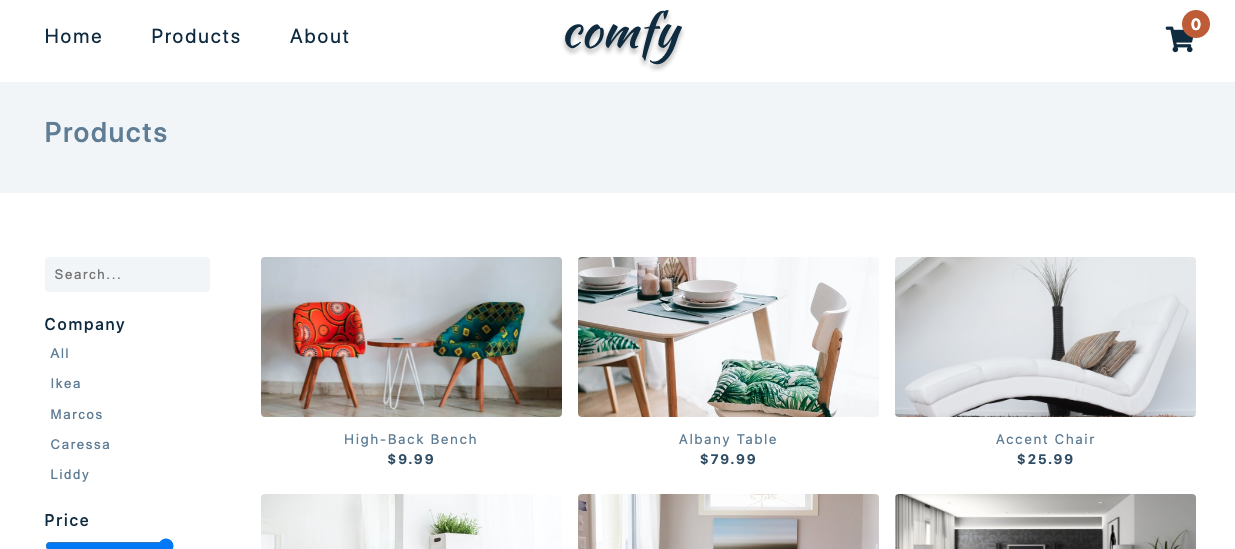 Home Products About comfy 0
Products
Search...
Company
All
Ikea
Marcos
Caressa
Liddy
Price
High-Back Bench
$9.99
Albany Table
$79.99
Accent Chair
$25.99